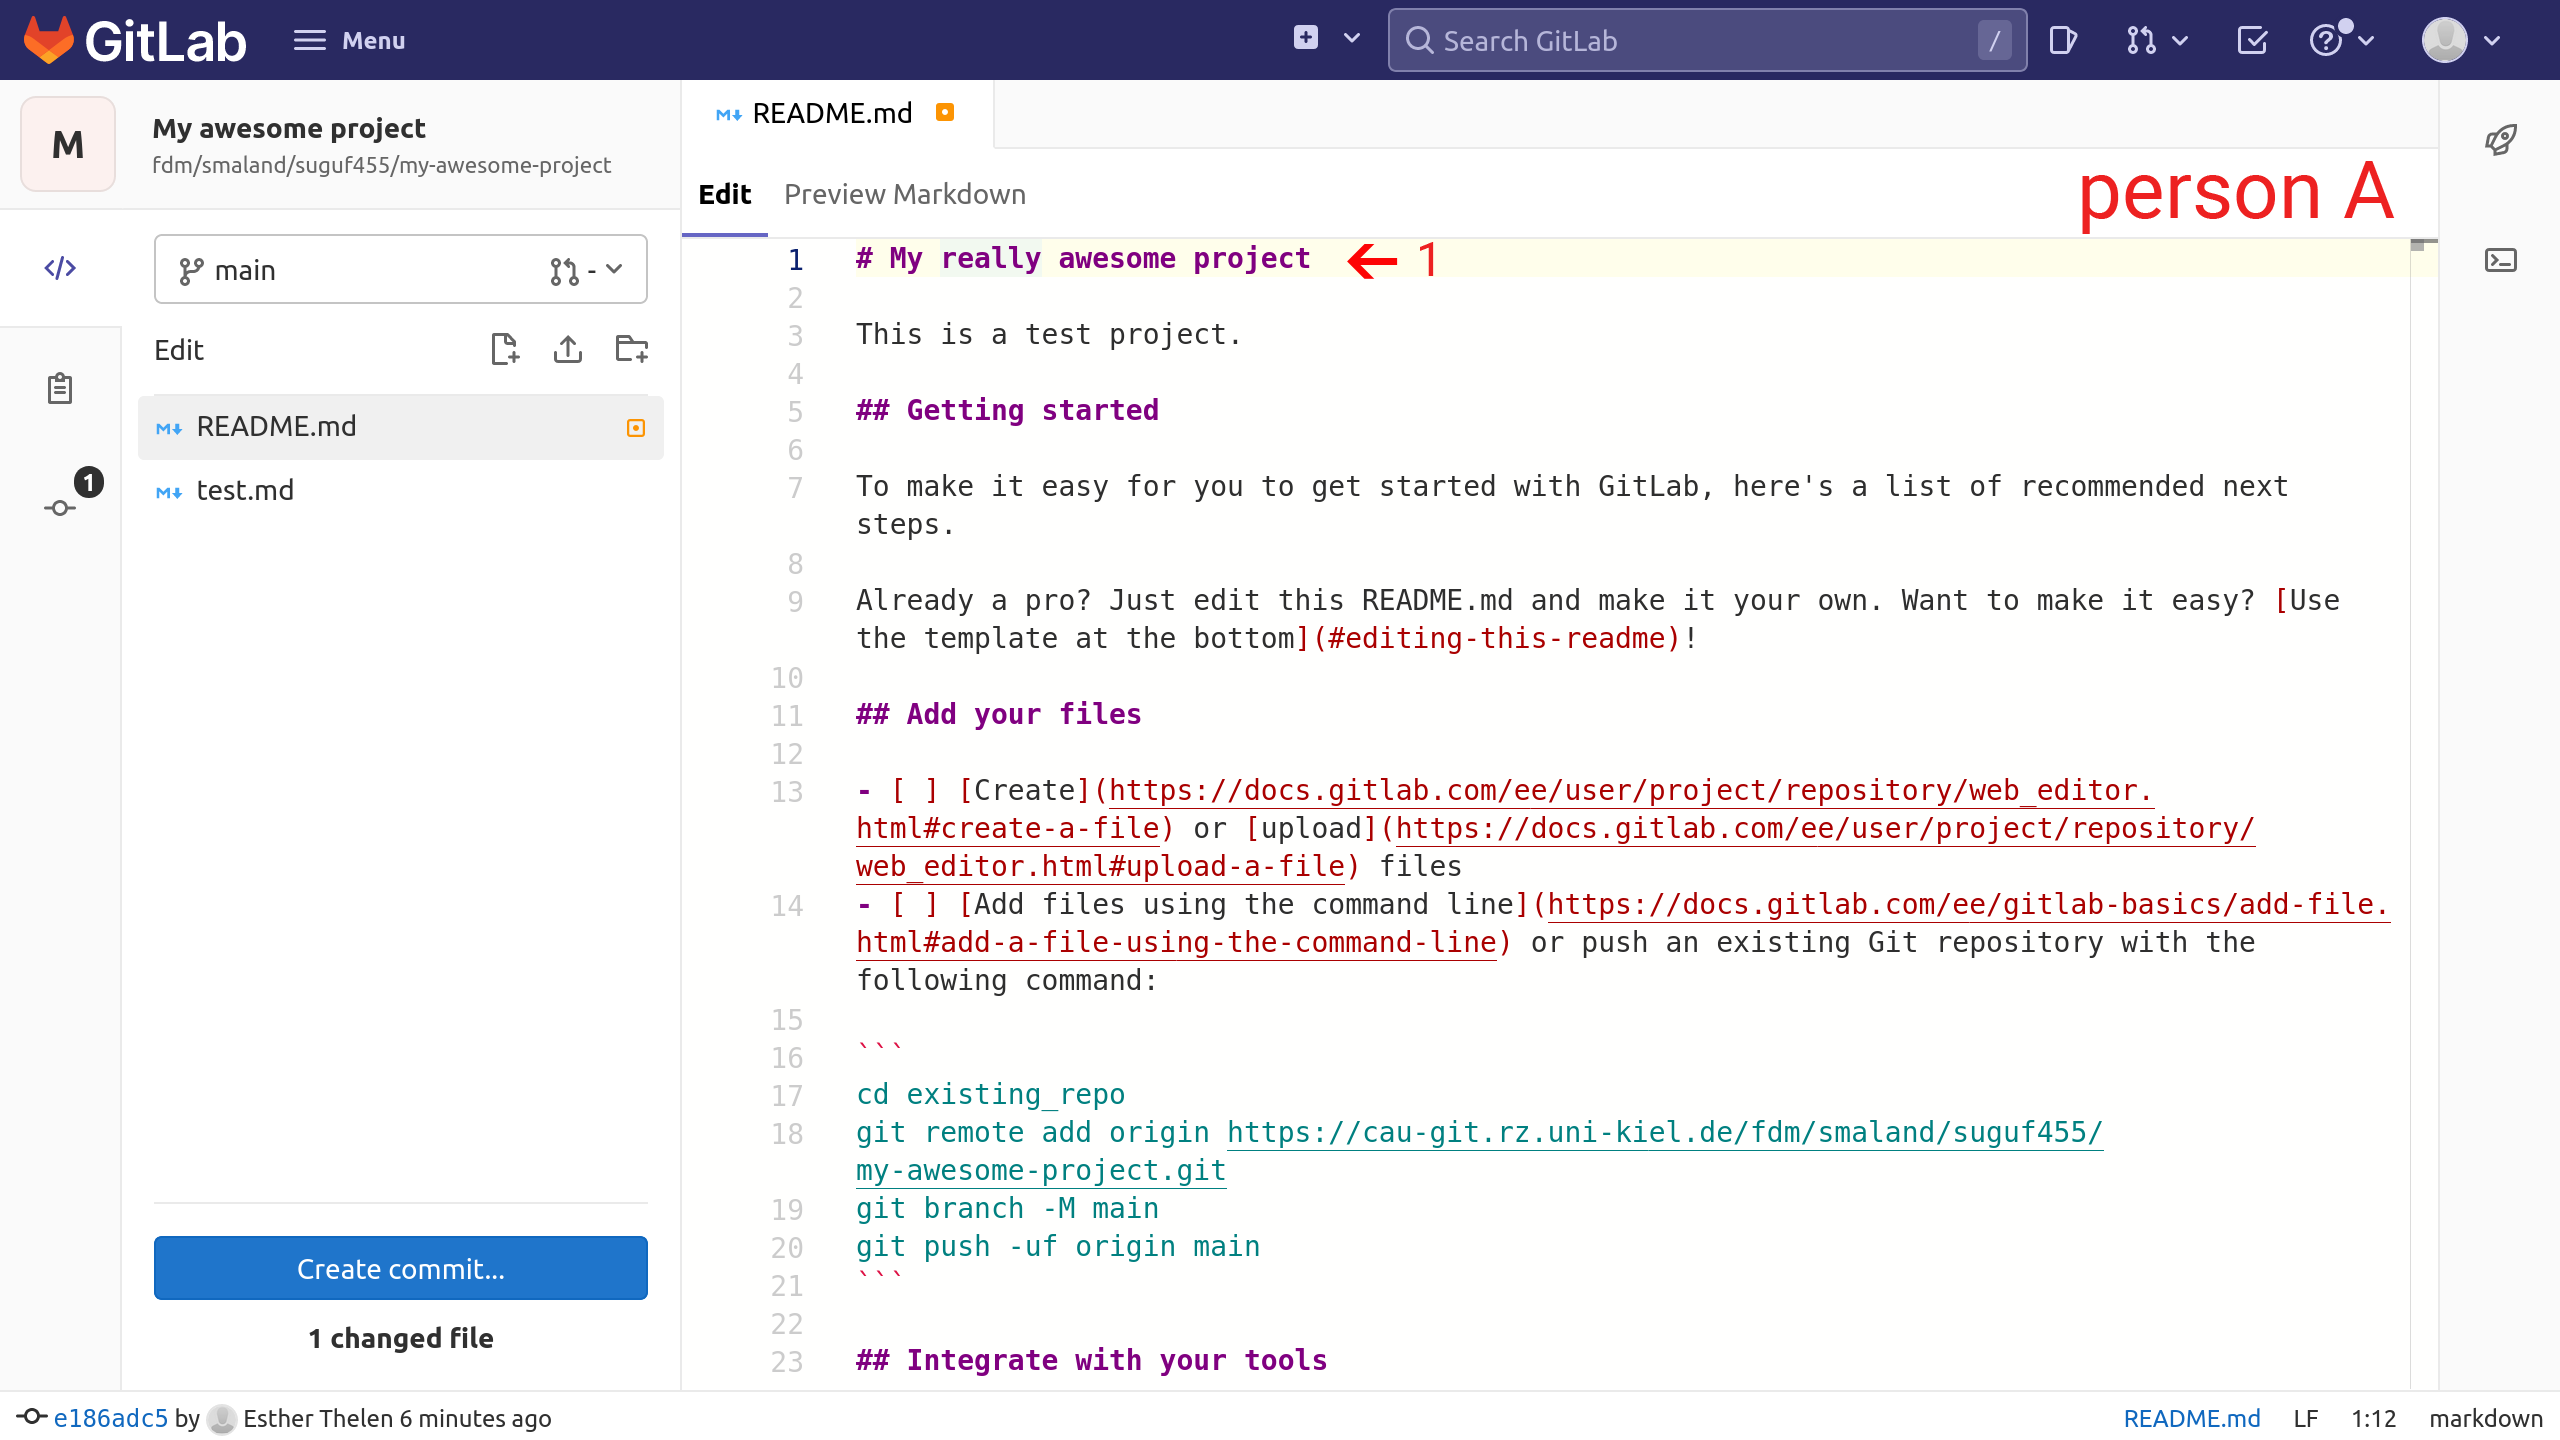 GitLab
Menu
Search GitLab
/
M
My awesome project
fdm/smaland/suguf455/my-awesome-project
README.md
Edit
Preview Markdown
person A
main
-
Edit
README.md
test.md
1
1 # My really awesome project
1
2
3 This is a test project.
4
5 ## Getting started
6
7 To make it easy for you to get started with GitLab, here's a list of recommended next
steps.
8
9 Already a pro? Just edit this README.md and make it your own. Want to make it easy? [Use
the template at the bottom](#editing-this-readme)!
10
11 ## Add your files
12
13 - [ ] [Create](https://docs.gitlab.com/ee/user/project/repository/web_editor.
html#create-a-file) or [upload](https://docs.gitlab.com/ee/user/project/repository/
web_editor.html#upload-a-file) files
14 - [ ] [Add files using the command line](https://docs.gitlab.com/ee/gitlab-basics/add-file.
html#add-a-file-using-the-command-line) or push an existing Git repository with the
following command:
15
16 ```
17 cd existing_repo
18 git remote add origin https://cau-git.rz.uni-kiel.de/fdm/smaland/suguf455/
my-awesome-project.git
19 git branch -M main
20 git push -uf origin main
21 ```
22
23 ## Integrate with your tools
Create commit...
1 changed file
e186adc5 by Esther Thelen 6 minutes ago
README.md LF 1:12 markdown